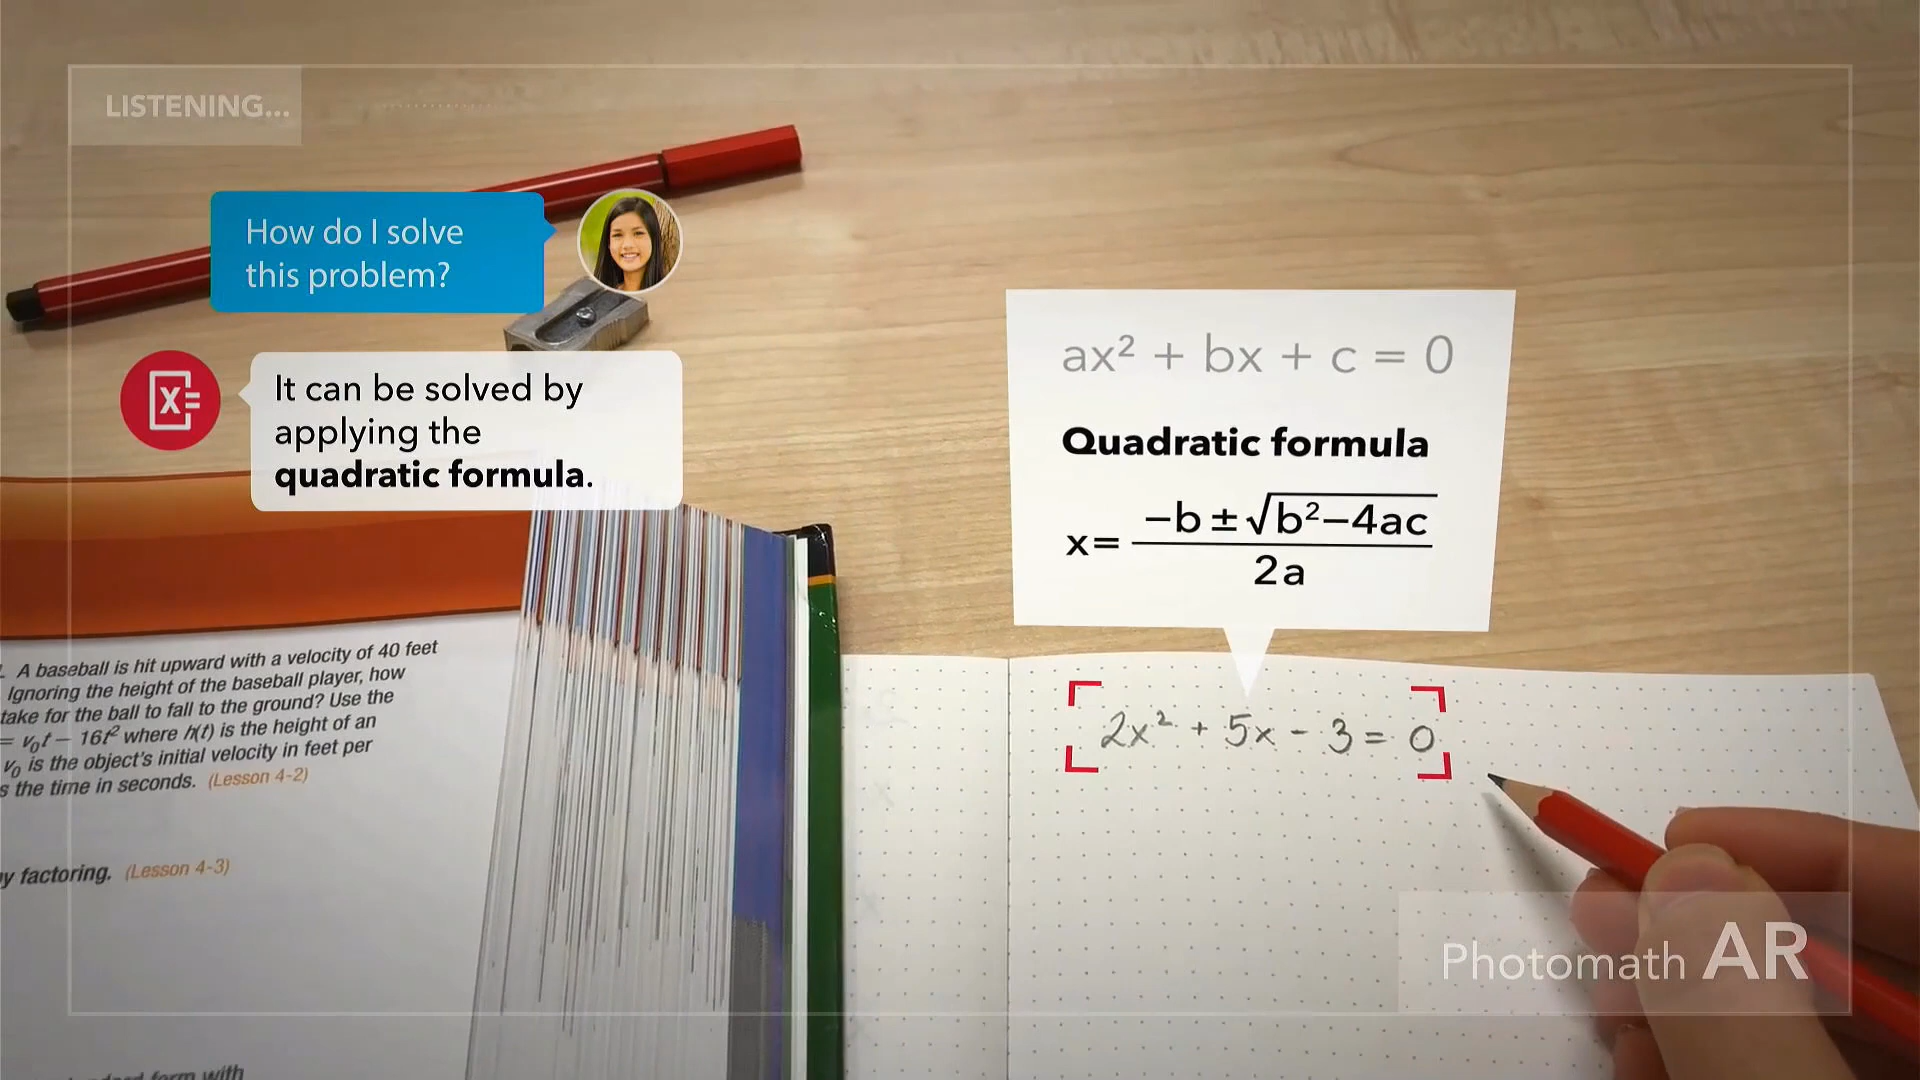 LISTENING...
How do I solve
this problem?
It can be solved by
applying the
quadratic formula.
ax² + bx + c = 0
Quadratic formula
x= −b ± √b²−4ac
2a
2x² + 5x − 3 = 0
A baseball is hit upward with a velocity of 40 feet
Ignoring the height of the baseball player, how
take for the ball to fall to the ground? Use the
= v₀t − 16t² where h(t) is the height of an
v₀ is the object's initial velocity in feet per
s the time in seconds. (Lesson 4-2)
y factoring. (Lesson 4-3)
form with
Photomath AR